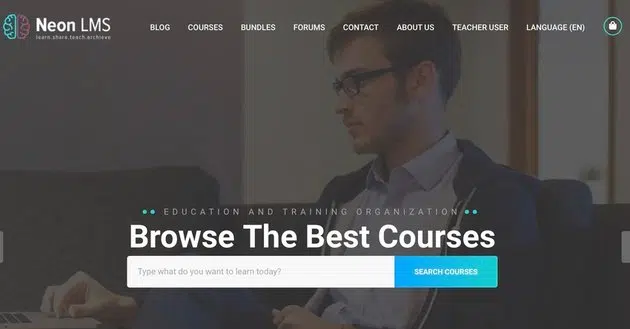 Neon LMS
learn.share.teach.archieve
BLOG
COURSES
BUNDLES
FORUMS
CONTACT
ABOUT US
TEACHER USER
LANGUAGE (EN)
EDUCATION AND TRAINING ORGANIZATION
Browse The Best Courses
Type what do you want to learn today?
SEARCH COURSES